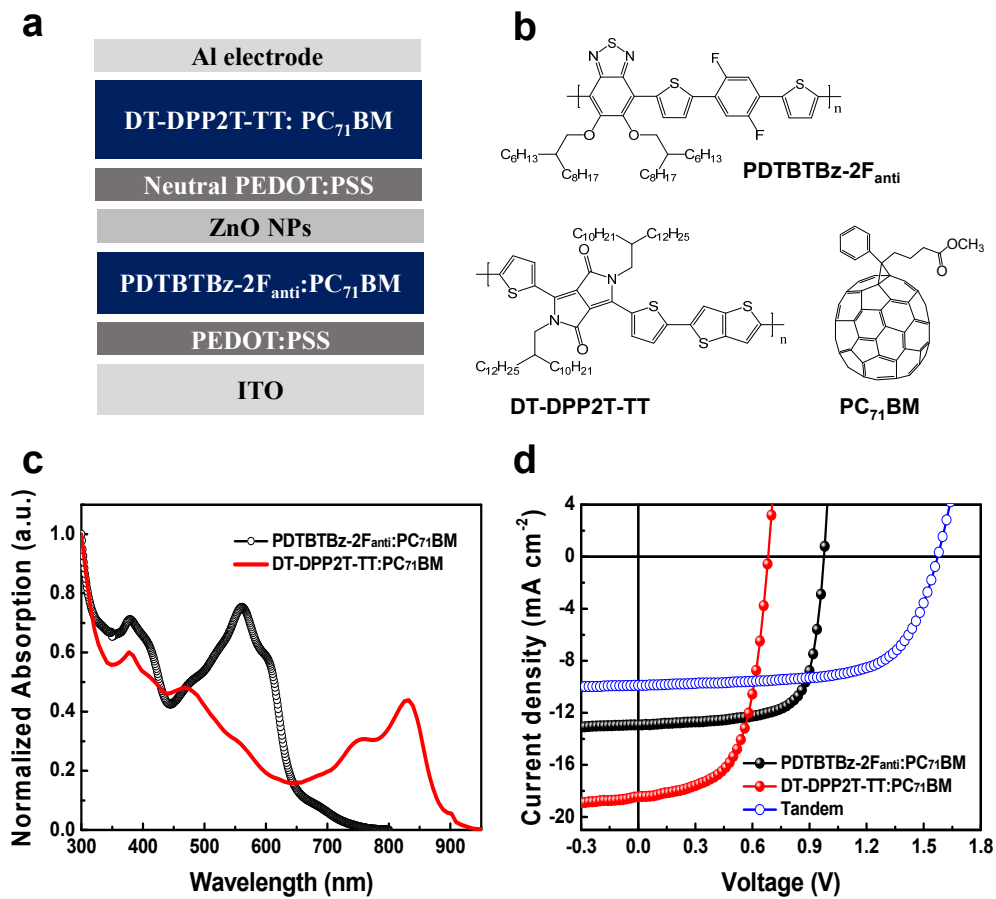 a
Al electrode
DT-DPP2T-TT: PC₇₁BM
Neutral PEDOT:PSS
ZnO NPs
PDTBTBz-2Fₐₙₜᵢ:PC₇₁BM
PEDOT:PSS
ITO
b
N S N
S F S
n
F
O O
C₆H₁₃ C₆H₁₃
C₈H₁₇ C₈H₁₇
PDTBTBz-2Fₐₙₜᵢ
C₁₀H₂₁ C₁₂H₂₅
O N
S S
N O S S
n
C₁₂H₂₅ C₁₀H₂₁
DT-DPP2T-TT
O OCH₃
O
PC₇₁BM
c
Normalized Absorption (a.u.)
1.0
0.8
0.6
0.4
0.2
0.0
PDTBTBz-2Fanti:PC₇₁BM
DT-DPP2T-TT:PC₇₁BM
300 400 500 600 700 800 900
Wavelength (nm)
d
Current density (mA cm⁻²)
4
0
-4
-8
-12
-16
-20
PDTBTBz-2Fanti:PC₇₁BM
DT-DPP2T-TT:PC₇₁BM
Tandem
-0.3 0.0 0.3 0.6 0.9 1.2 1.5 1.8
Voltage (V)